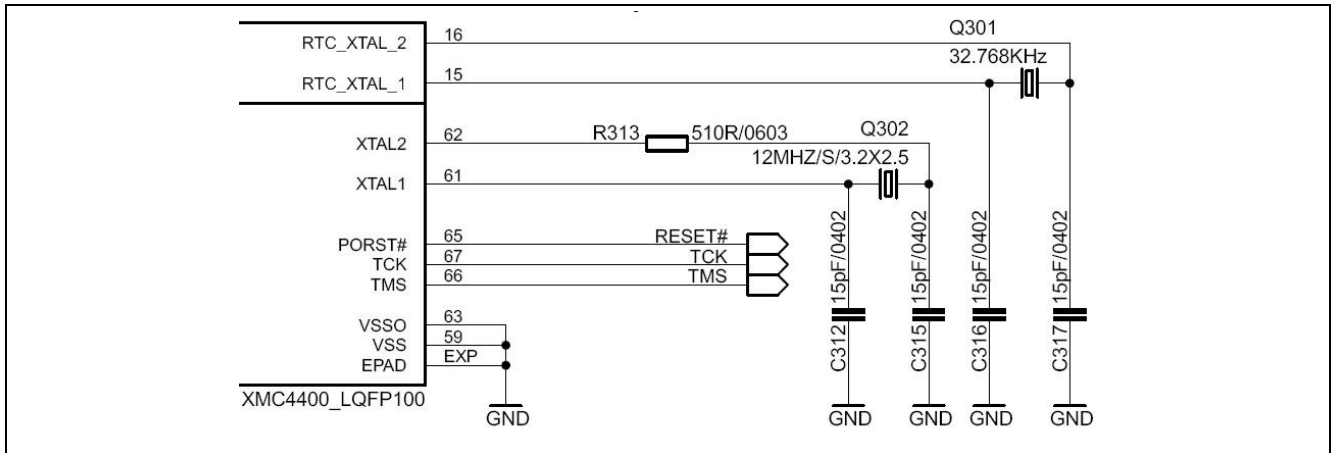 RTC_XTAL_2 16 Q301
32.768KHz
RTC_XTAL_1 15
XTAL2 62 R313 510R/0603 Q302
12MHZ/S/3.2X2.5
XTAL1 61
PORST# 65 RESET#
TCK 67 TCK
TMS 66 TMS
VSSO 63
VSS 59
EPAD EXP
C312 15pF/0402
C315 15pF/0402
C316 15pF/0402
C317 15pF/0402
XMC4400_LQFP100
GND GND GND GND GND